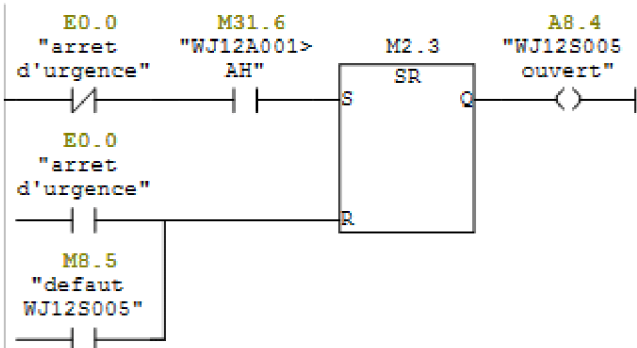 E0.0
"arret
d'urgence"
M31.6
"WJ12A001>
AH"
M2.3
SR
A8.4
"WJ12S005
ouvert"
S
Q
E0.0
"arret
d'urgence"
R
M8.5
"defaut
WJ12S005"